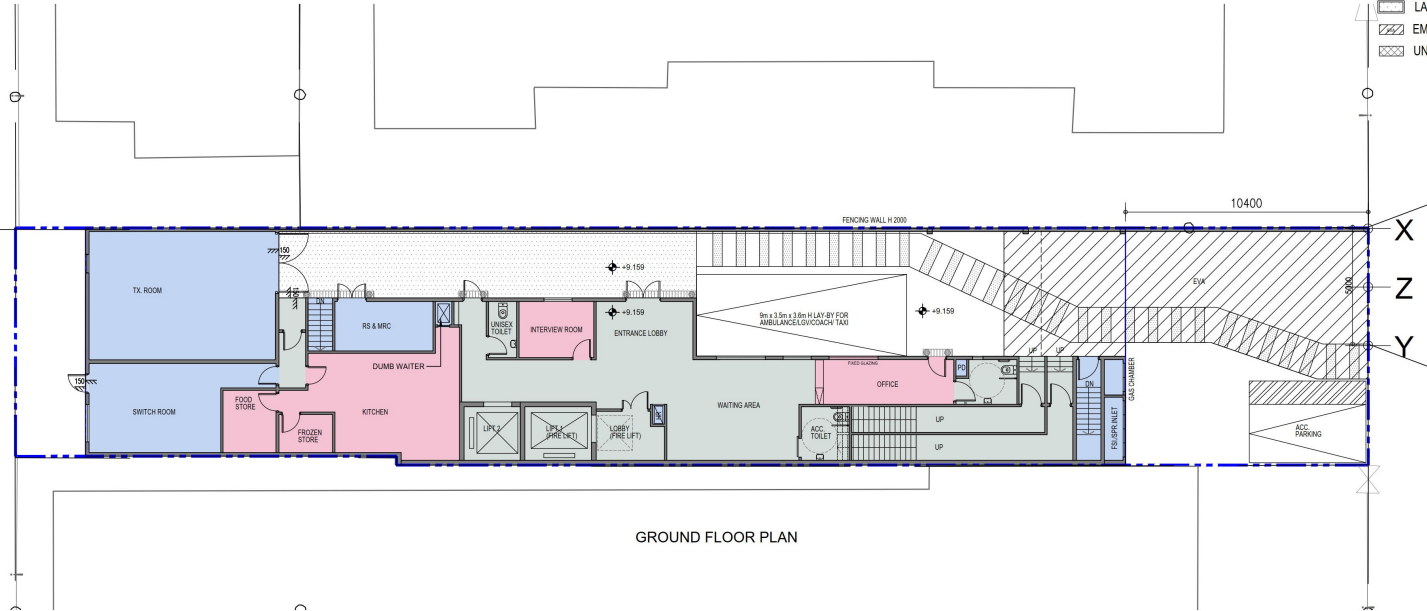 LA
EM
UN
10400
FENCING WALL H 2000
X
150
+9.159
EVA
Z
5000
TX. ROOM
150
DN
RS & MRC
UNISEX
TOILET
INTERVIEW ROOM
+9.159
ENTRANCE LOBBY
9m x 3.5m x 3.6m H LAY-BY FOR
AMBULANCE/LGV/COACH/ TAXI
+9.159
Y
UP
UP
DUMB WAITER
FIXED GLAZING
PD
GAS CHAMBER
150
OFFICE
DN
SWITCH ROOM
FOOD
STORE
KITCHEN
WAITING AREA
FROZEN
STORE
LIFT 2
LIFT 1
(FIRE LIFT)
LOBBY
(FIRE LIFT)
ACC.
TOILET
UP
UP
FSI./SPR.INLET
ACC.
PARKING
GROUND FLOOR PLAN